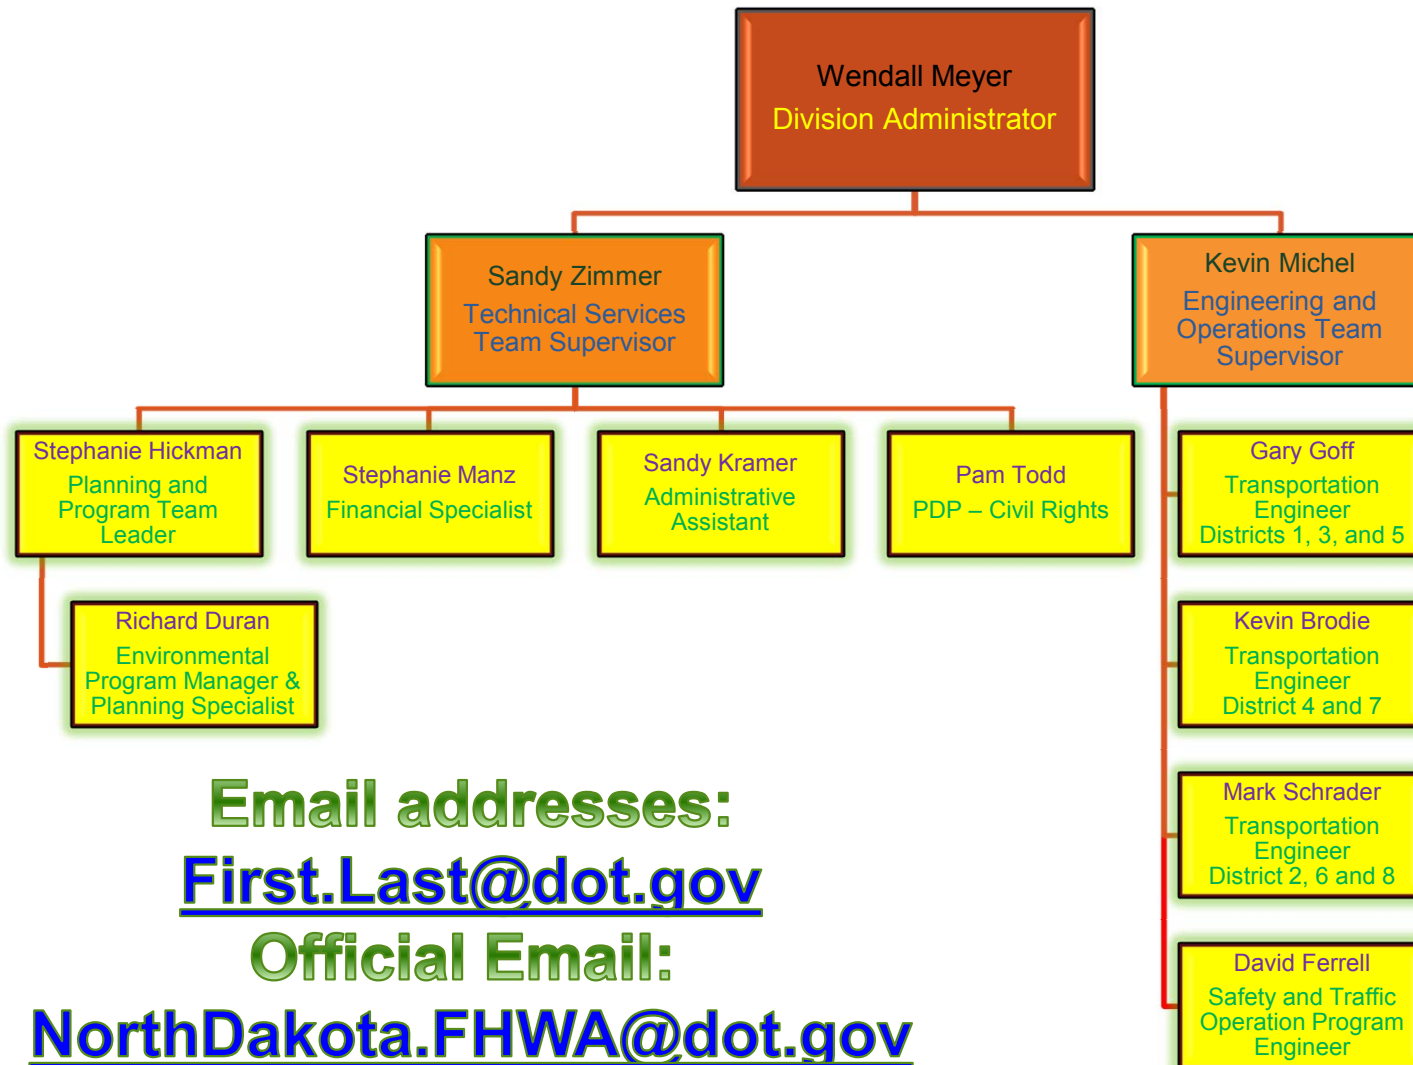 Wendall Meyer
Division Administrator
Sandy Zimmer
Technical Services
Team Supervisor
Kevin Michel
Engineering and
Operations Team
Supervisor
Stephanie Hickman
Planning and
Program Team
Leader
Stephanie Manz
Financial Specialist
Sandy Kramer
Administrative
Assistant
Pam Todd
PDP – Civil Rights
Gary Goff
Transportation
Engineer
Districts 1, 3, and 5
Richard Duran
Environmental
Program Manager &
Planning Specialist
Kevin Brodie
Transportation
Engineer
District 4 and 7
Mark Schrader
Transportation
Engineer
District 2, 6 and 8
David Ferrell
Safety and Traffic
Operation Program
Engineer
Email addresses:
First.Last@dot.gov
Official Email:
NorthDakota.FHWA@dot.gov